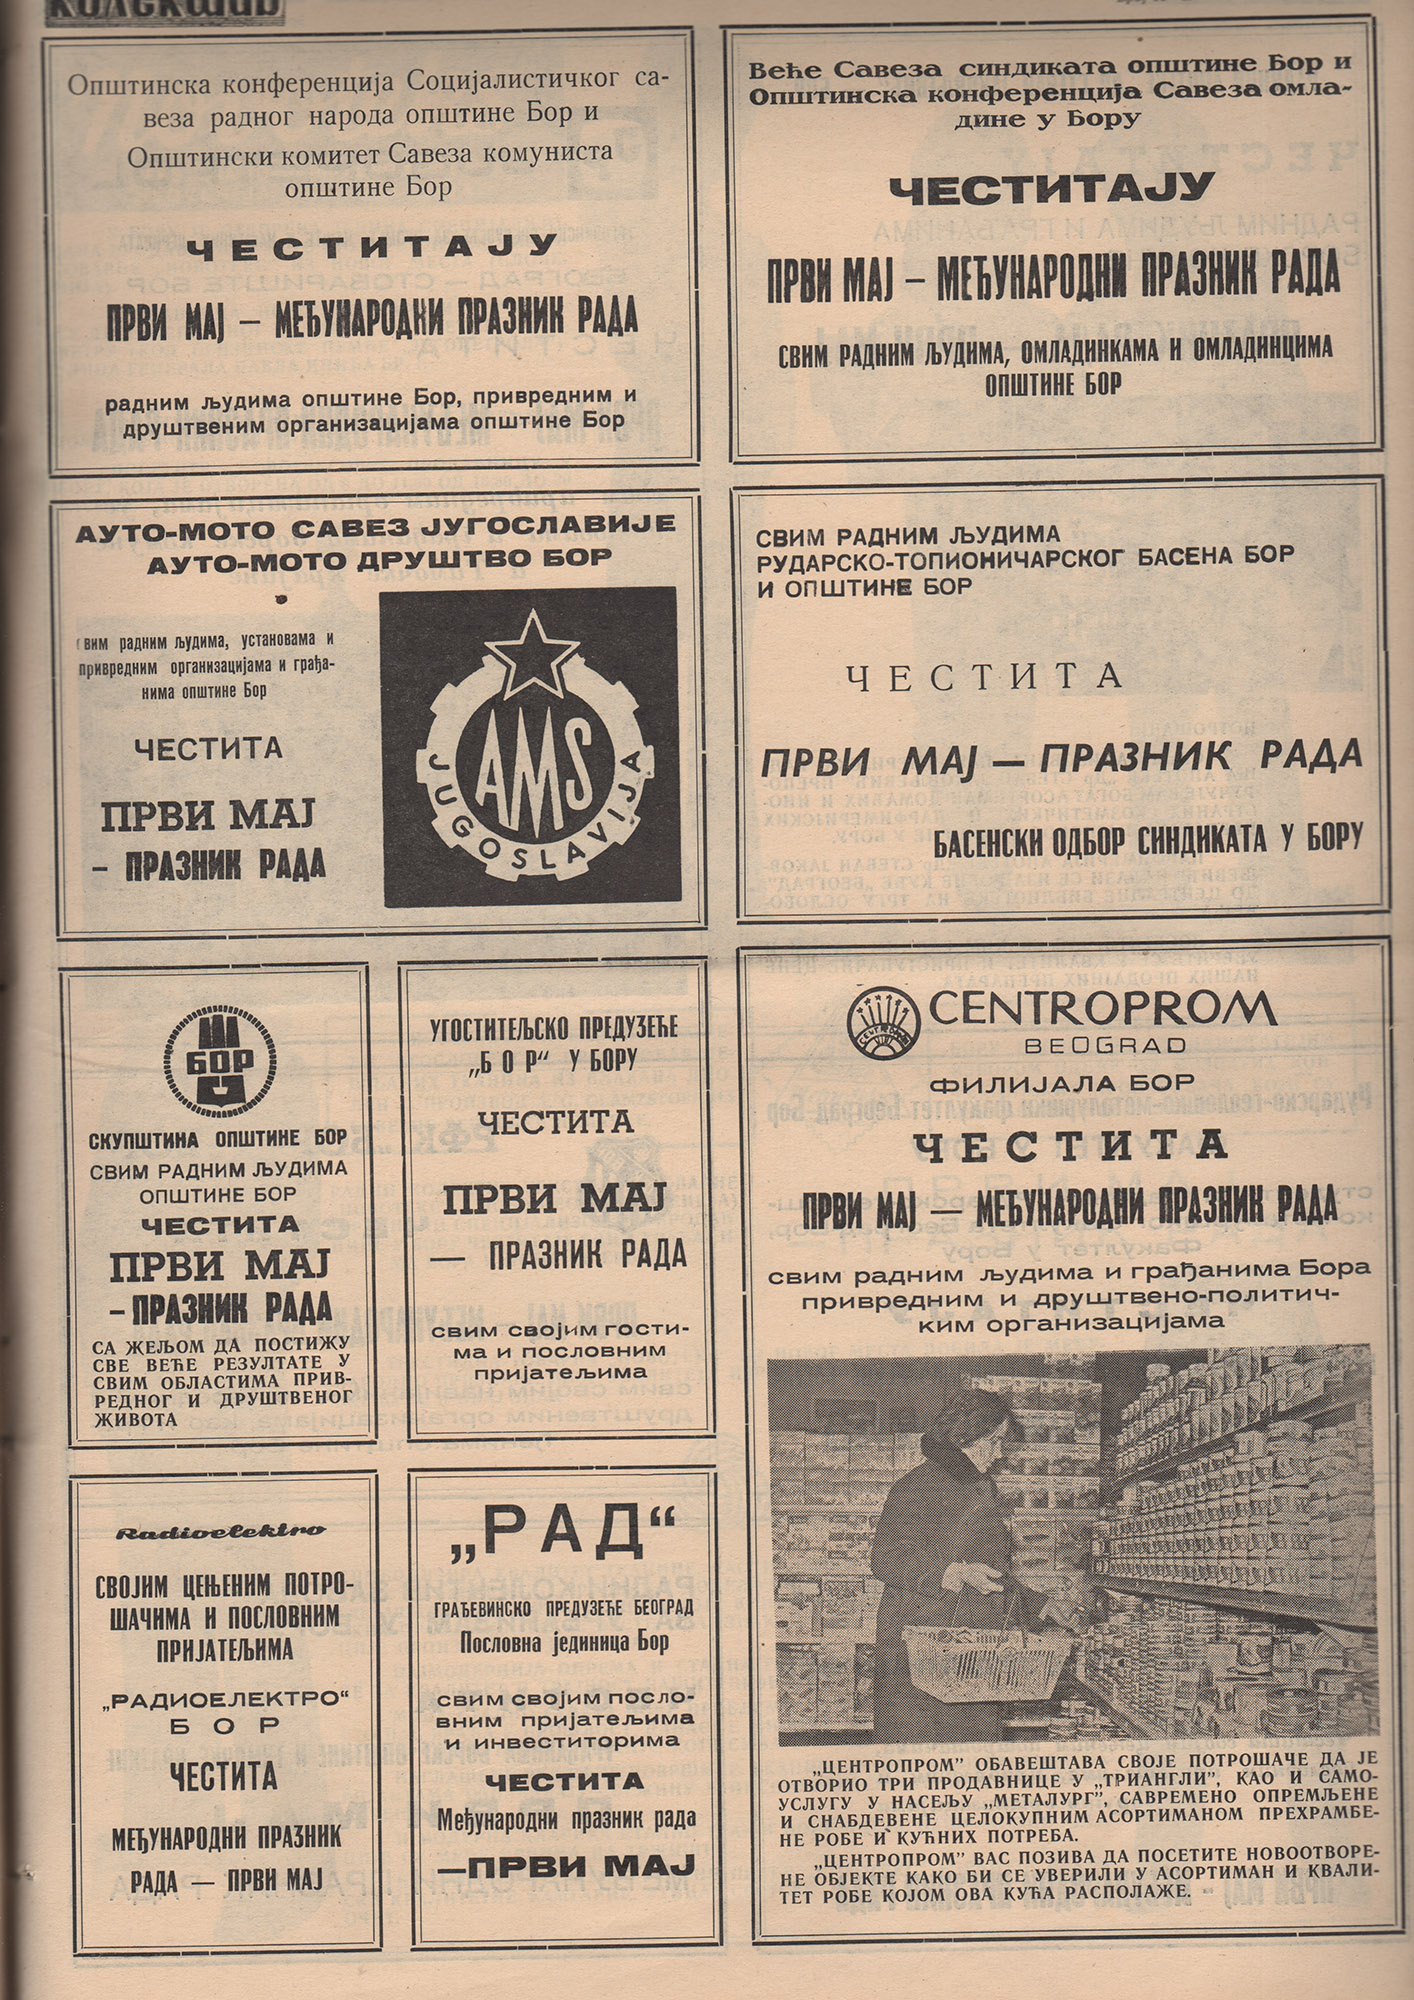 Колектив
Општинска конференција Социјалистичког са-
веза радног народа општине Бор и
Општински комитет Савеза комуниста
општине Бор
ЧЕСТИТАЈУ
ПРВИ МАЈ – МЕЂУНАРОДНИ ПРАЗНИК РАДА
радним људима општине Бор, привредним и
друштвеним организацијама општине Бор
Веће Савеза синдиката општине Бор и
Општинска конференција Савеза омла-
дине у Бору
ЧЕСТИТАЈУ
ПРВИ МАЈ – МЕЂУНАРОДНИ ПРАЗНИК РАДА
СВИМ РАДНИМ ЉУДИМА, ОМЛАДИНКАМА И ОМЛАДИНЦИМА
ОПШТИНЕ БОР
АУТО-МОТО САВЕЗ ЈУГОСЛАВИЈЕ
АУТО-МОТО ДРУШТВО БОР
свим радним људима, установама и
привредним организацијама и грађа-
нима општине Бор
ЧЕСТИТА
ПРВИ МАЈ
– ПРАЗНИК РАДА
AMS
JUGOSLAVIJA
СВИМ РАДНИМ ЉУДИМА
РУДАРСКО-ТОПИОНИЧАРСКОГ БАСЕНА БОР
И ОПШТИНЕ БОР
ЧЕСТИТА
ПРВИ МАЈ — ПРАЗНИК РАДА
БАСЕНСКИ ОДБОР СИНДИКАТА У БОРУ
БОР
СКУПШТИНА ОПШТИНЕ БОР
СВИМ РАДНИМ ЉУДИМА
ОПШТИНЕ БОР
ЧЕСТИТА
ПРВИ МАЈ
– ПРАЗНИК РАДА
СА ЖЕЉОМ ДА ПОСТИЖУ
СВЕ ВЕЋЕ РЕЗУЛТАТЕ У
СВИМ ОБЛАСТИМА ПРИВ-
РЕДНОГ И ДРУШТВЕНОГ
ЖИВОТА
УГОСТИТЕЉСКО ПРЕДУЗЕЋЕ
„БОР“ У БОРУ
ЧЕСТИТА
ПРВИ МАЈ
— ПРАЗНИК РАДА
свим својим гости-
ма и пословним
пријатељима
CENTROPROM
BEOGRAD
ФИЛИЈАЛА БОР
ЧЕСТИТА
ПРВИ МАЈ — МЕЂУНАРОДНИ ПРАЗНИК РАДА
свим радним људима и грађанима Бора
привредним и друштвено-политич-
ким организацијама
„ЦЕНТРОПРОМ” ОБАВЕШТАВА СВОЈЕ ПОТРОШАЧЕ ДА ЈЕ
ОТВОРИО ТРИ ПРОДАВНИЦЕ У „ТРИАНГЛИ”, КАО И САМО-
УСЛУГУ У НАСЕЉУ „МЕТАЛУРГ”, САВРЕМЕНО ОПРЕМЉЕНЕ
И СНАБДЕВЕНЕ ЦЕЛОКУПНИМ АСОРТИМАНОМ ПРЕХРАМБЕ-
НЕ РОБЕ И КУЋНИХ ПОТРЕБА.
„ЦЕНТРОПРОМ” ВАС ПОЗИВА ДА ПОСЕТИТЕ НОВООТВОРЕ-
НЕ ОБЈЕКТЕ КАКО БИ СЕ УВЕРИЛИ У АСОРТИМАН И КВАЛИ-
ТЕТ РОБЕ КОЈОМ ОВА КУЋА РАСПОЛАЖЕ.
Radioelektro
СВОЈИМ ЦЕЊЕНИМ ПОТРО-
ШАЧИМА И ПОСЛОВНИМ
ПРИЈАТЕЉИМА
„РАДИОЕЛЕКТРО“
БОР
ЧЕСТИТА
МЕЂУНАРОДНИ ПРАЗНИК
РАДА — ПРВИ МАЈ
„РАД“
ГРАЂЕВИНСКО ПРЕДУЗЕЋЕ БЕОГРАД
Пословна јединица Бор
свим својим посло-
вним пријатељима
и инвеститорима
ЧЕСТИТА
Међународни празник рада
—ПРВИ МАЈ